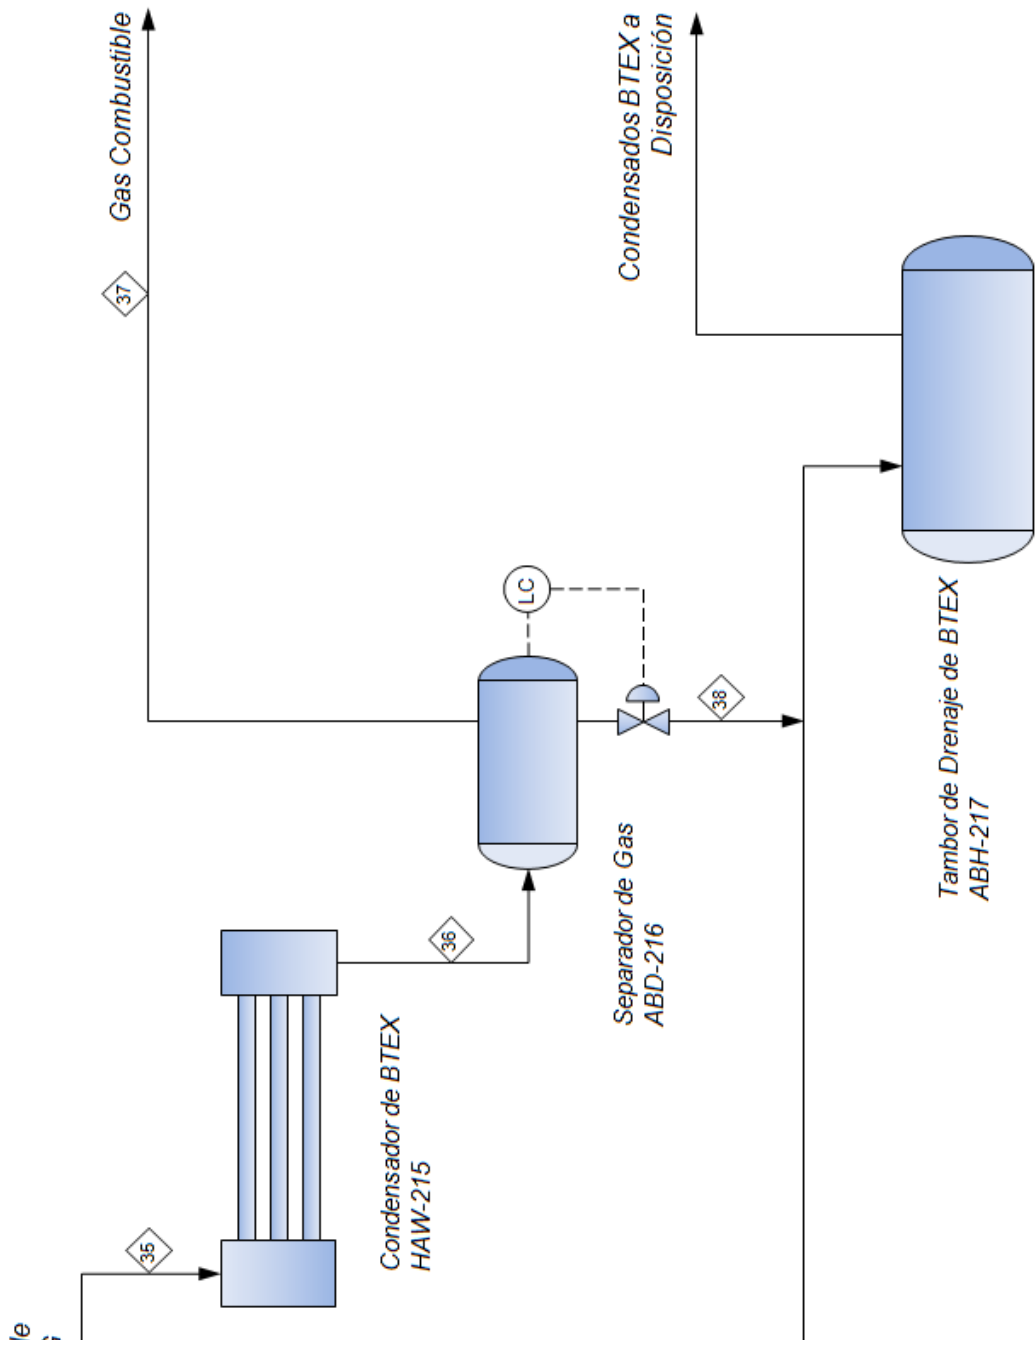 Gas Combustible
37
Condensados BTEX a
Disposición
LC
38
Tambor de Drenaje de BTEX
ABH-217
36
Separador de Gas
ABD-216
35
Condensador de BTEX
HAW-215